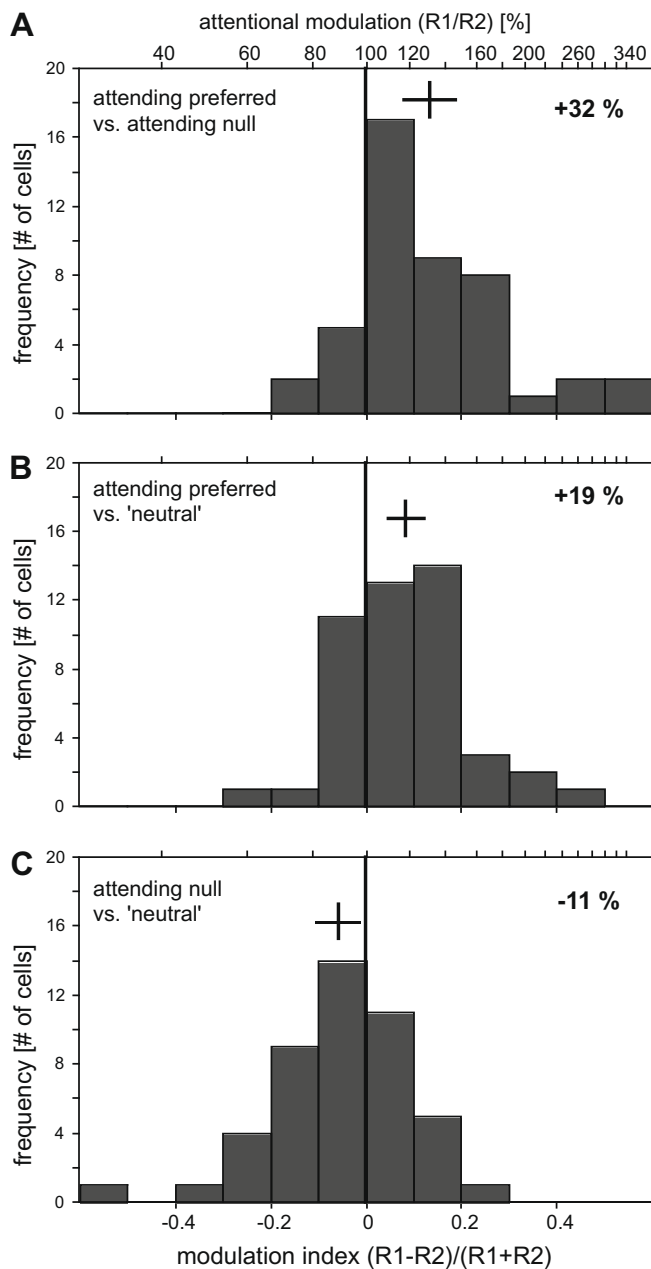 A
attentional modulation (R1/R2) [%]
40 60 80 100 120 160 200 260 340
attending preferred
vs. attending null
+32 %
frequency [# of cells]
20
16
12
8
4
0
B
attending preferred
vs. 'neutral'
+19 %
frequency [# of cells]
20
16
12
8
4
0
C
attending null
vs. 'neutral'
-11 %
frequency [# of cells]
20
16
12
8
4
0
-0.4 -0.2 0 0.2 0.4
modulation index (R1-R2)/(R1+R2)